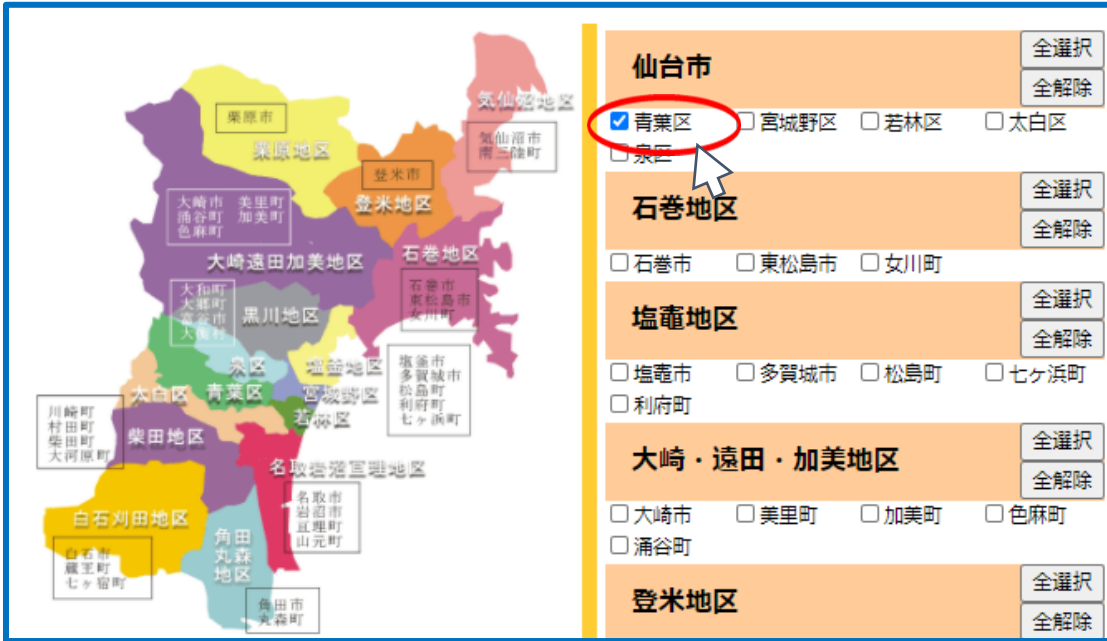 気仙沼地区
栗原市
気仙沼市
南三陸町
栗原地区
登米市
登米地区
大崎市 美里町
涌谷町 加美町
色麻町
石巻地区
大崎遠田加美地区
石巻市
東松島市
女川町
大和町
大郷町
富谷市
大衡村
黒川地区
泉区
塩釜地区
塩釜市
多賀城市
松島町
利府町
七ヶ浜町
太白区
青葉区
宮城野区
若林区
川崎町
村田町
柴田町
大河原町
柴田地区
名取岩沼亘理地区
名取市
岩沼市
亘理町
山元町
白石刈田地区
白石市
蔵王町
七ヶ宿町
角田
丸森
地区
角田市
丸森町
仙台市
全選択
全解除
青葉区 宮城野区 若林区 太白区
泉区
石巻地区
全選択
全解除
石巻市 東松島市 女川町
塩竈地区
全選択
全解除
塩竈市 多賀城市 松島町 七ヶ浜町
利府町
大崎・遠田・加美地区
全選択
全解除
大崎市 美里町 加美町 色麻町
涌谷町
登米地区
全選択
全解除